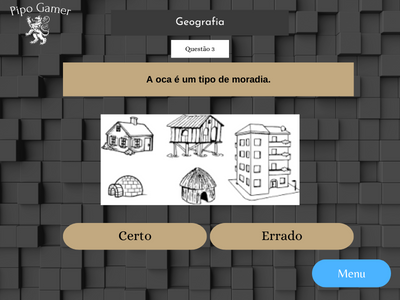 Pipo Gamer
Geografia
Questão 3
A oca é um tipo de moradia.
Certo
Errado
Menu